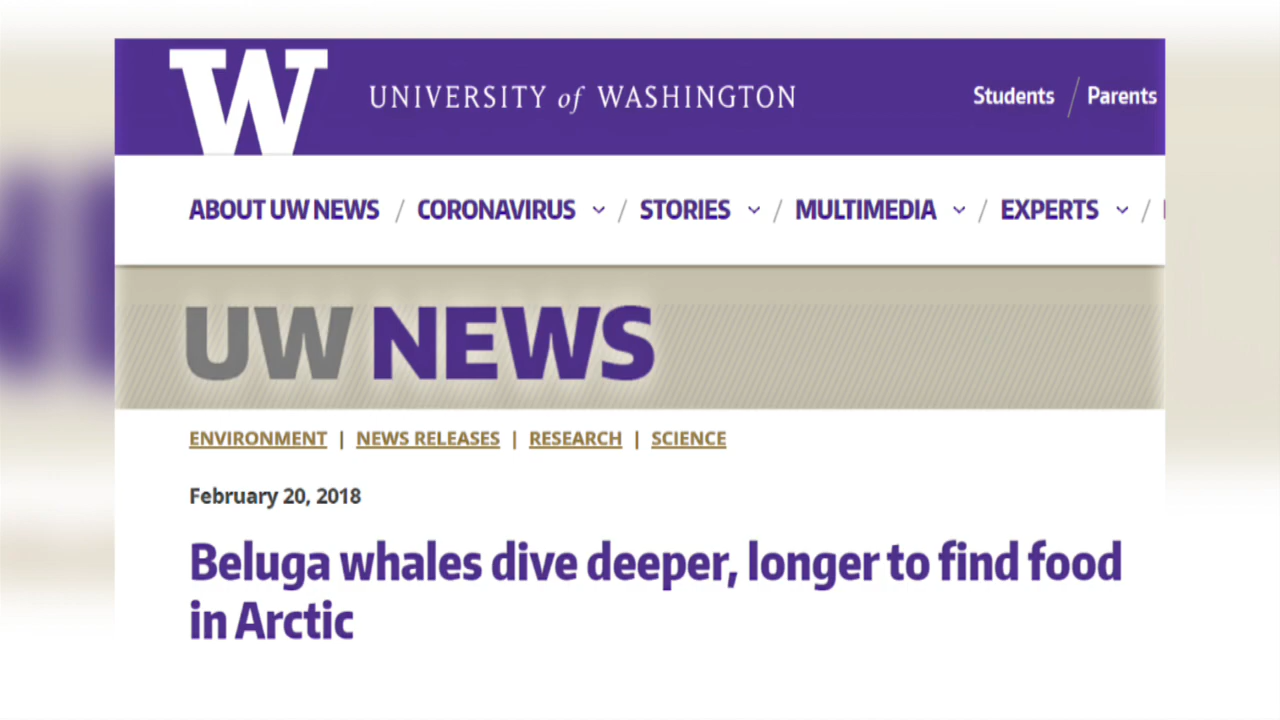 W UNIVERSITY of WASHINGTON Students / Parents
ABOUT UW NEWS / CORONAVIRUS / STORIES / MULTIMEDIA / EXPERTS /
UW NEWS
ENVIRONMENT | NEWS RELEASES | RESEARCH | SCIENCE
February 20, 2018
Beluga whales dive deeper, longer to find food
in Arctic